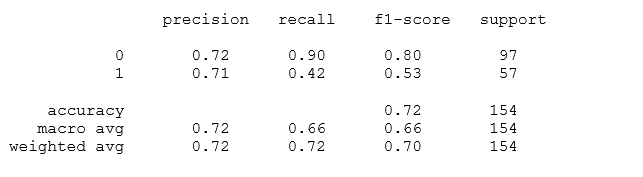 precision recall f1-score support
0 0.72 0.90 0.80 97
1 0.71 0.42 0.53 57
accuracy 0.72 154
macro avg 0.72 0.66 0.66 154
weighted avg 0.72 0.72 0.70 154